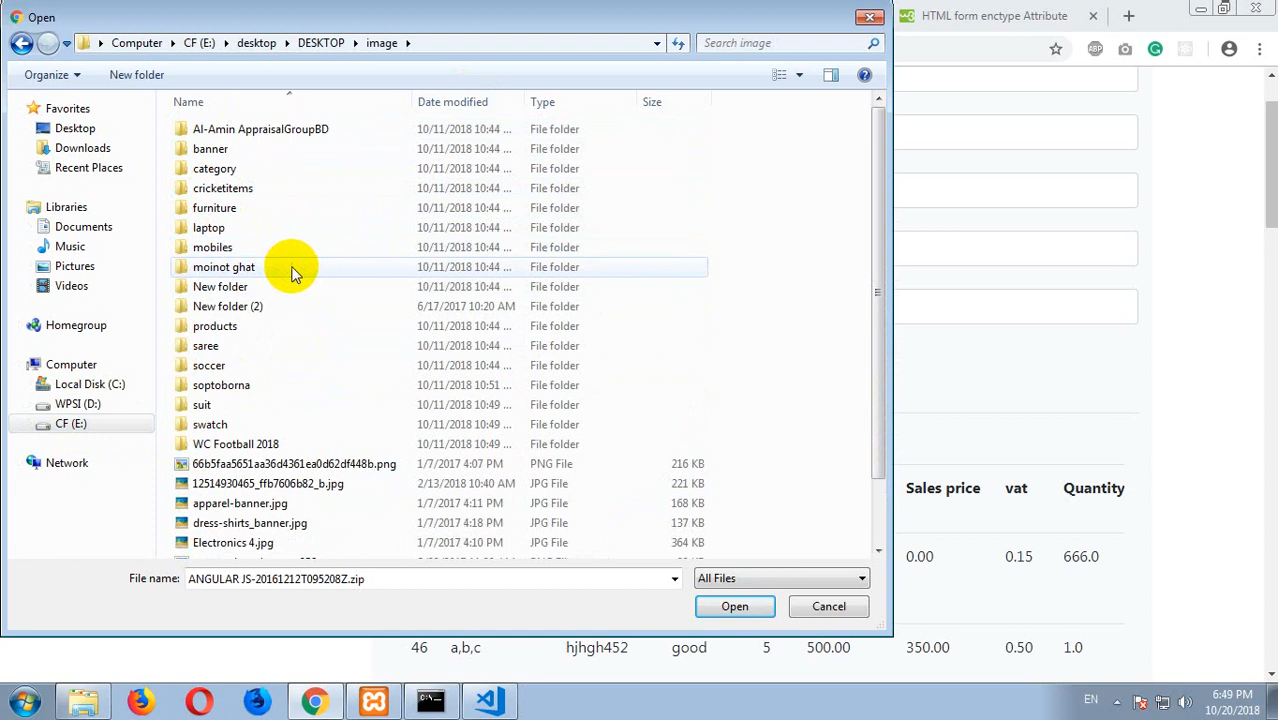 Open
HTML form enctype Attribute
Computer CF (E:) desktop DESKTOP image
Search image
ABP
Organize
New folder
Name Date modified Type Size
Favorites
Desktop
Downloads
Recent Places
Libraries
Documents
Music
Pictures
Videos
Homegroup
Computer
Local Disk (C:)
WPSI (D:)
CF (E:)
Network
Al-Amin AppraisalGroupBD 10/11/2018 10:44 ... File folder
banner 10/11/2018 10:44 ... File folder
category 10/11/2018 10:44 ... File folder
cricketitems 10/11/2018 10:44 ... File folder
furniture 10/11/2018 10:44 ... File folder
laptop 10/11/2018 10:44 ... File folder
mobiles 10/11/2018 10:44 ... File folder
moinot ghat 10/11/2018 10:44 ... File folder
New folder 10/11/2018 10:44 ... File folder
New folder (2) 6/17/2017 10:20 AM File folder
products 10/11/2018 10:44 ... File folder
saree 10/11/2018 10:44 ... File folder
soccer 10/11/2018 10:44 ... File folder
soptoborna 10/11/2018 10:51 ... File folder
suit 10/11/2018 10:49 ... File folder
swatch 10/11/2018 10:49 ... File folder
WC Football 2018 10/11/2018 10:49 ... File folder
66b5faa5651aa36d4361ea0d62df448b.png 1/7/2017 4:07 PM PNG File 216 KB
12514930465_ffb7606b82_b.jpg 2/13/2018 10:40 AM JPG File 221 KB
apparel-banner.jpg 1/7/2017 4:11 PM JPG File 168 KB
dress-shirts_banner.jpg 1/7/2017 4:18 PM JPG File 137 KB
Electronics 4.jpg 1/7/2017 4:10 PM JPG File 364 KB
File name: ANGULAR JS-20161212T095208Z.zip
All Files
Open
Cancel
Sales price vat Quantity
0.00 0.15 666.0
46 a,b,c hjhgh452 good 5 500.00 350.00 0.50 1.0
EN
6:49 PM
10/20/2018